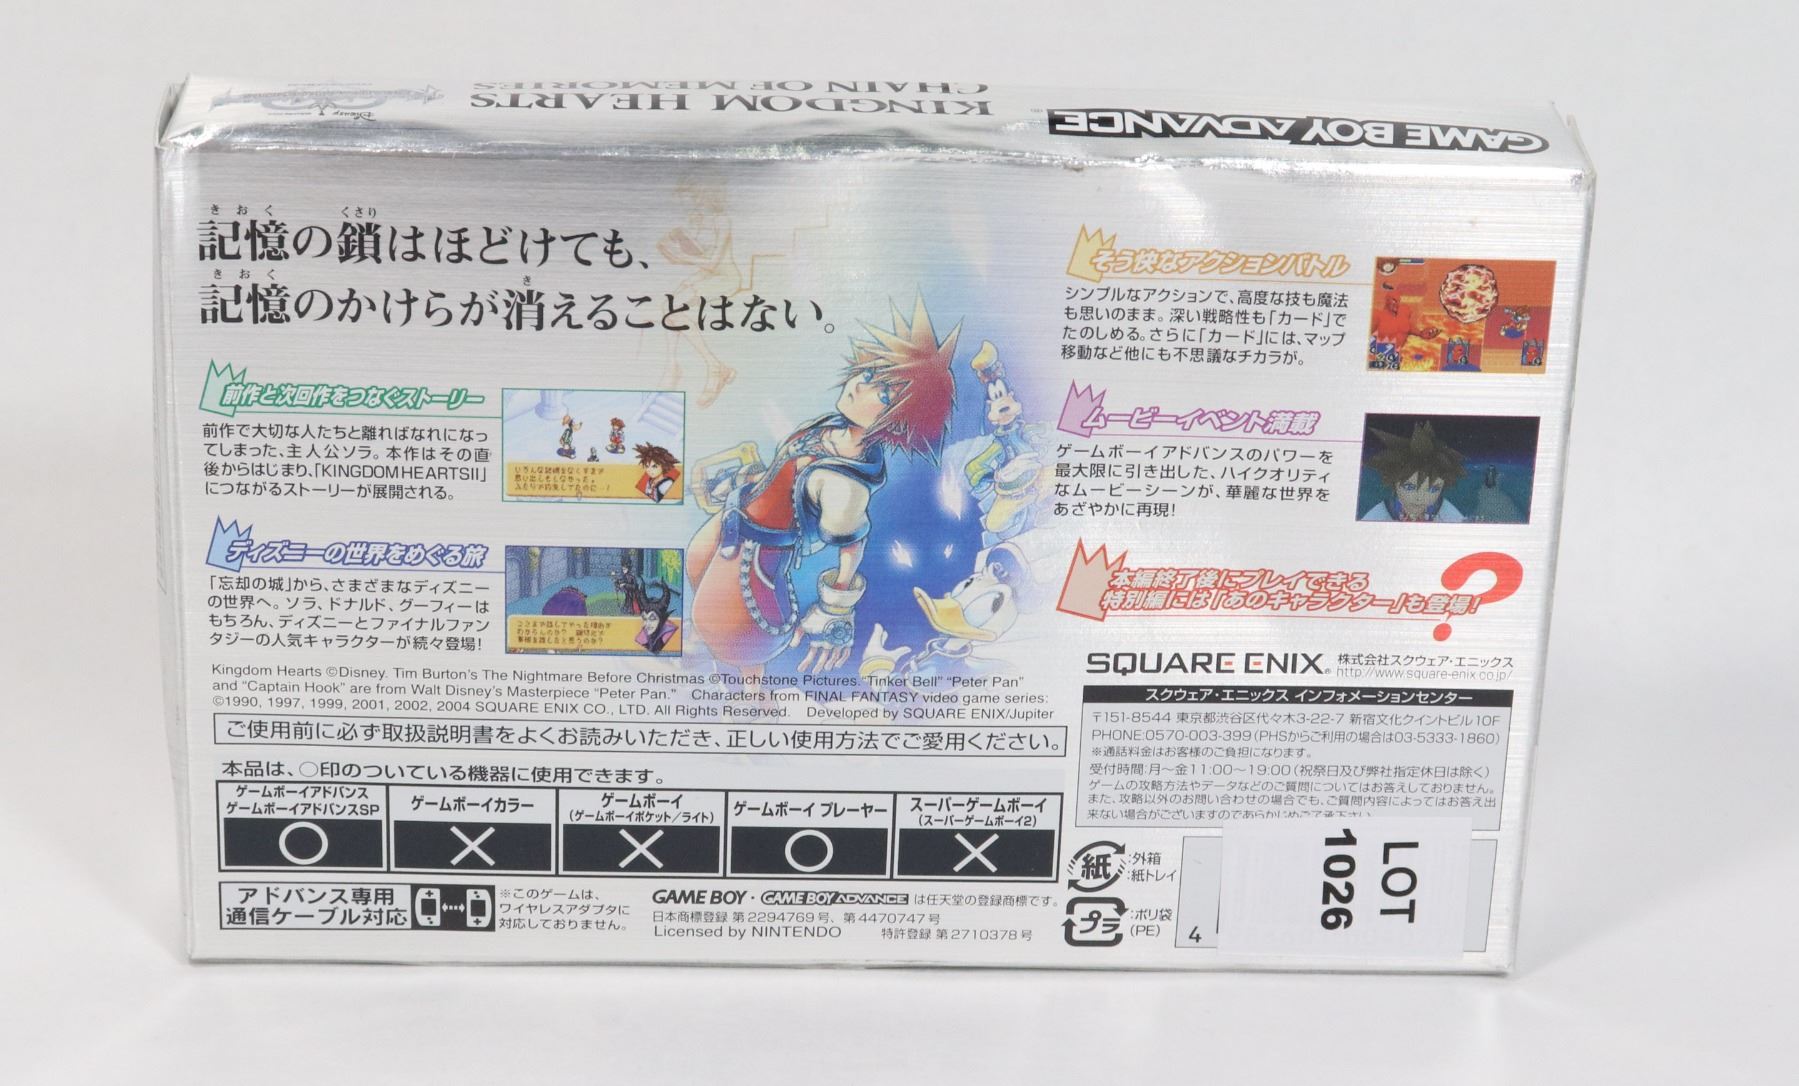 GAME BOY ADVANCE
KINGDOM HEARTS
CHAIN OF MEMORIES
Disney
きおく くさり
記憶の鎖はほどけても、
きおく き
記憶のかけらが消えることはない。
前作と次回作をつなぐストーリー
前作で大切な人たちと離ればなれになっ
てしまった、主人公ソラ。本作はその直
後からはじまり、「KINGDOM HEARTSII」
につながるストーリーが展開される。
ディズニーの世界をめぐる旅
「忘却の城」から、さまざまなディズニー
の世界へ。ソラ、ドナルド、グーフィーは
もちろん、ディズニーとファイナルファン
タジーの人気キャラクターが続々登場!
そう快なアクションバトル
シンプルなアクションで、高度な技も魔法
も思いのまま。深い戦略性も「カード」で
たのしめる。さらに「カード」には、マップ
移動など他にも不思議なチカラが。
ムービーイベント満載
ゲームボーイアドバンスのパワーを
最大限に引き出した、ハイクオリティ
なムービーシーンが、華麗な世界を
あざやかに再現!
本編終了後にプレイできる
特別編には「あのキャラクター」も登場!
?
Kingdom Hearts ©Disney. Tim Burton's The Nightmare Before Christmas ©Touchstone Pictures. "Tinker Bell" "Peter Pan"
and "Captain Hook" are from Walt Disney's Masterpiece "Peter Pan." Characters from FINAL FANTASY video game series:
©1990, 1997, 1999, 2001, 2002, 2004 SQUARE ENIX CO., LTD. All Rights Reserved. Developed by SQUARE ENIX/Jupiter
ご使用前に必ず取扱説明書をよくお読みいただき、正しい使用方法でご愛用ください。
本品は、○印のついている機器に使用できます。
ゲームボーイアドバンス
ゲームボーイアドバンスSP
○
ゲームボーイカラー
×
ゲームボーイ
(ゲームボーイポケット/ライト)
×
ゲームボーイ プレーヤー
○
スーパーゲームボーイ
(スーパーゲームボーイ2)
×
アドバンス専用
通信ケーブル対応
※このゲームは、
ワイヤレスアダプタに
対応しておりません。
GAME BOY・GAME BOY ADVANCE は任天堂の登録商標です。
日本商標登録 第2294769号、第4470747号
Licensed by NINTENDO 特許登録 第2710378号
SQUARE ENIX® 株式会社スクウェア・エニックス
http://www.square-enix.co.jp/
スクウェア・エニックス インフォメーションセンター
〒151-8544 東京都渋谷区代々木3-22-7 新宿文化クイントビル10F
PHONE:0570-003-399(PHSからご利用の場合は03-5333-1860)
※通話料金はお客様のご負担になります。
受付時間:月〜金11:00〜19:00(祝祭日及び弊社指定休日は除く)
ゲームの攻略方法やデータなどのご質問についてはお答えしておりません。
また、攻略以外のお問い合わせの場合でも、ご質問内容によってはお答え出
来ない場合がございますのであらかじめご了承下さい。
紙
:外箱
:紙トレイ
プラ
:ポリ袋
(PE)
4
LOT
1026